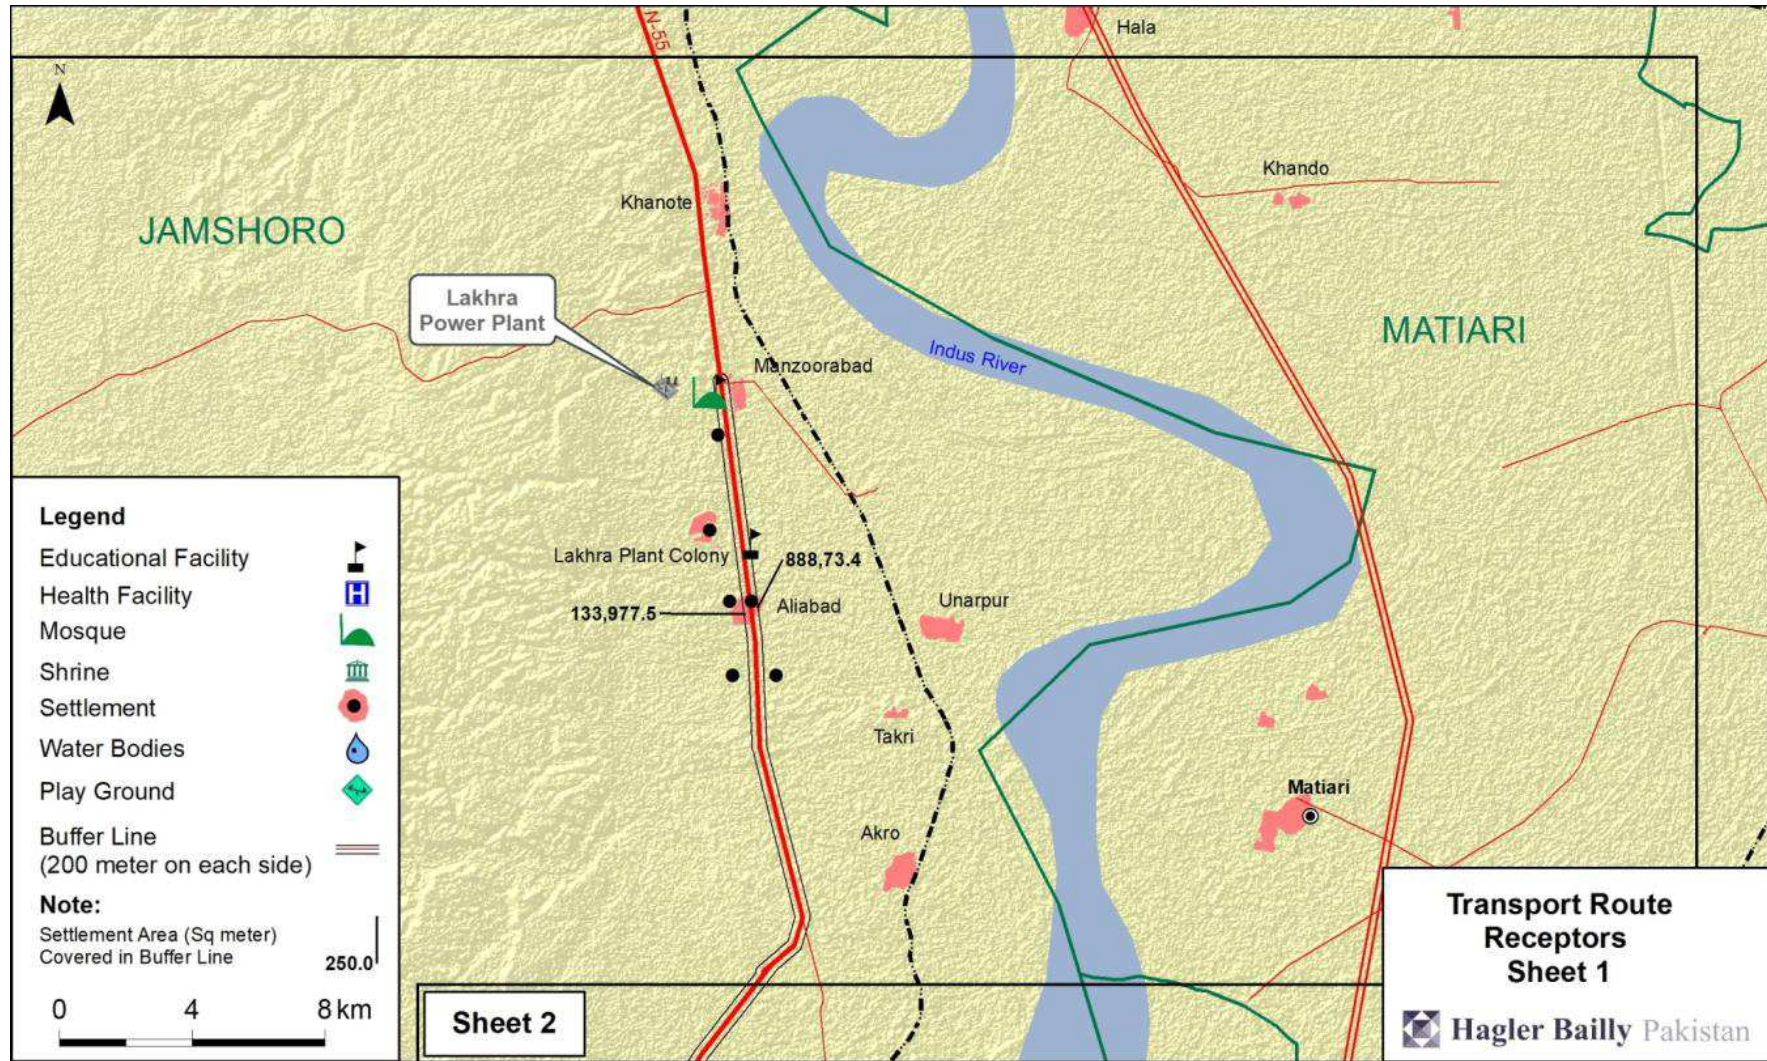 N-55
Hala
N
Khando
Khanote
JAMSHORO
Lakhra
Power Plant
MATIARI
Indus River
Manzoorabad
Legend
Educational Facility
Health Facility
H
Mosque
Shrine
Settlement
Water Bodies
Play Ground
Buffer Line
(200 meter on each side)
Note:
Settlement Area (Sq meter)
Covered in Buffer Line
250.0
0 4 8 km
Lakhra Plant Colony
888,73.4
133,977.5
Aliabad
Unarpur
Takri
Matiari
Akro
Sheet 2
Transport Route
Receptors
Sheet 1
Hagler Bailly Pakistan